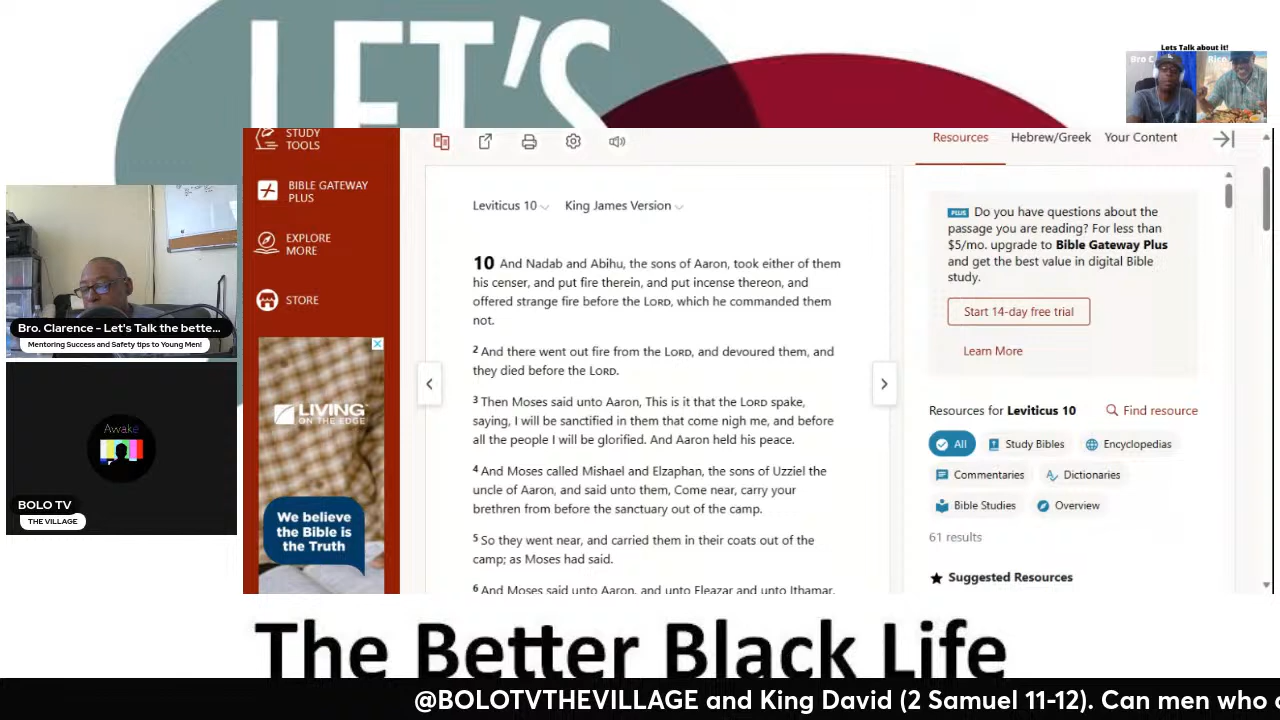 LET'S
Lets Talk about it!
Bro C
Rico
STUDY
TOOLS
BIBLE GATEWAY
PLUS
EXPLORE
MORE
STORE
LIVING
ON THE EDGE
We believe
the Bible is
the Truth
Leviticus 10
King James Version
10 And Nadab and Abihu, the sons of Aaron, took either of them
his censer, and put fire therein, and put incense thereon, and
offered strange fire before the LORD, which he commanded them
not.
2 And there went out fire from the LORD, and devoured them, and
they died before the LORD.
3 Then Moses said unto Aaron, This is it that the LORD spake,
saying, I will be sanctified in them that come nigh me, and before
all the people I will be glorified. And Aaron held his peace.
4 And Moses called Mishael and Elzaphan, the sons of Uzziel the
uncle of Aaron, and said unto them, Come near, carry your
brethren from before the sanctuary out of the camp.
5 So they went near, and carried them in their coats out of the
camp; as Moses had said.
6 And Moses said unto Aaron, and unto Eleazar and unto Ithamar,
Resources
Hebrew/Greek
Your Content
PLUS Do you have questions about the
passage you are reading? For less than
$5/mo. upgrade to Bible Gateway Plus
and get the best value in digital Bible
study.
Start 14-day free trial
Learn More
Resources for Leviticus 10
Find resource
All
Study Bibles
Encyclopedias
Commentaries
Dictionaries
Bible Studies
Overview
61 results
Suggested Resources
Bro. Clarence - Let's Talk the bette...
Mentoring Success and Safety tips to Young Men!
Awake
BOLO TV
THE VILLAGE
The Better Black Life
@BOLOTVTHEVILLAGE and King David (2 Samuel 11-12). Can men who